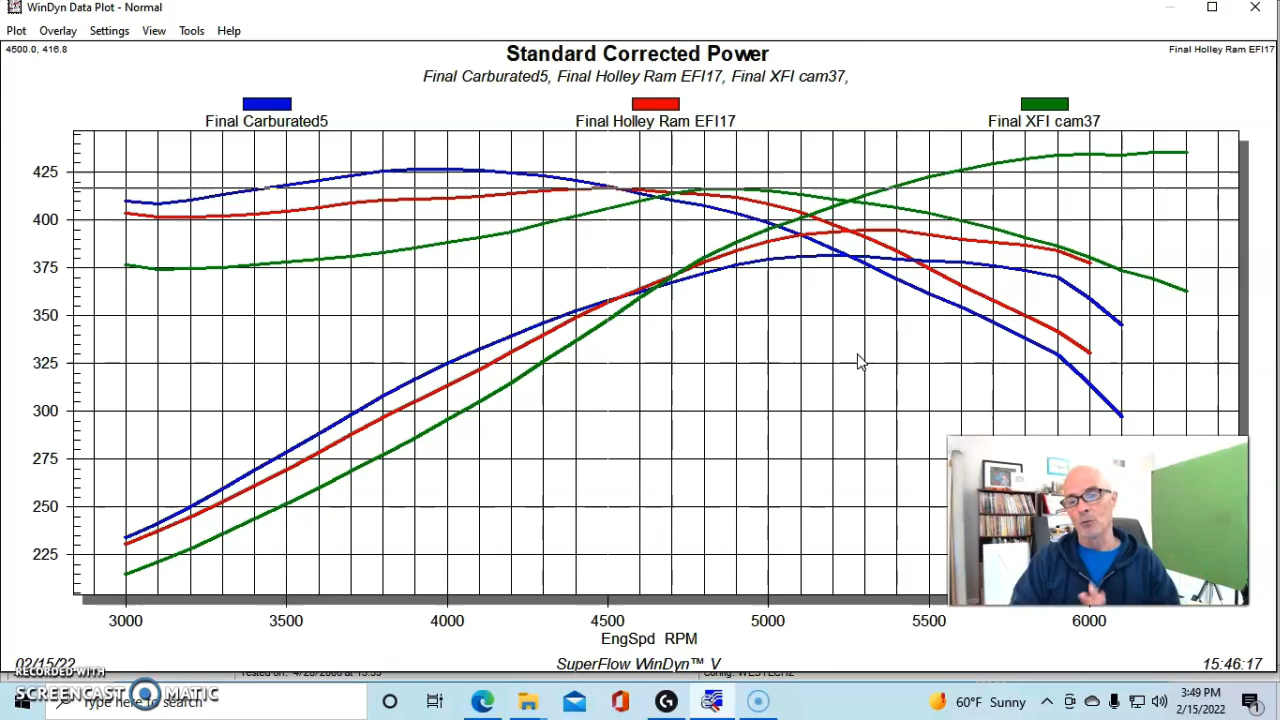 WinDyn Data Plot - Normal
Plot Overlay Settings View Tools Help
4500.0, 416.8
Final Holley Ram EFI17
Standard Corrected Power
Final Carburated5, Final Holley Ram EFI17, Final XFI cam37,
Final Carburated5
Final Holley Ram EFI17
Final XFI cam37
425
400
375
350
325
300
275
250
225
3000 3500 4000 4500 5000 5500 6000
EngSpd RPM
02/15/22
SuperFlow WinDyn™ V
15:46:17
RECORDED WITH
SCREENCAST MATIC
Type here to search
60°F Sunny
3:49 PM
2/15/2022
1